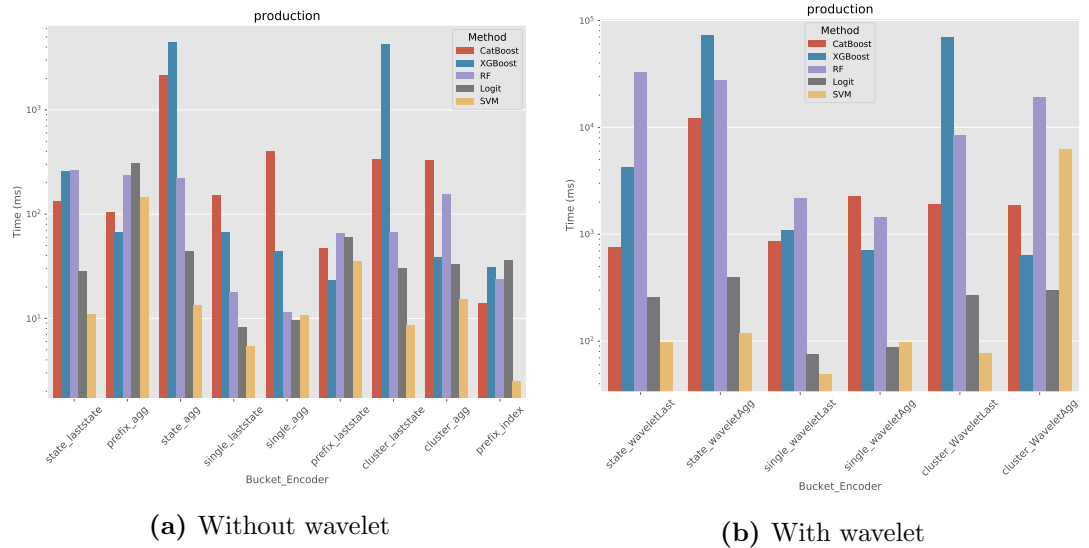 production
Method
CatBoost
XGBoost
RF
Logit
SVM
10³
10²
10¹
Time (ms)
state_laststate
prefix_agg
state_agg
single_laststate
single_agg
prefix_laststate
cluster_laststate
cluster_agg
prefix_index
Bucket_Encoder
(a) Without wavelet
production
Method
CatBoost
XGBoost
RF
Logit
SVM
10⁵
10⁴
10³
10²
Time (ms)
state_waveletLast
state_waveletAgg
single_waveletLast
single_waveletAgg
cluster_WaveletLast
cluster_WaveletAgg
Bucket_Encoder
(b) With wavelet